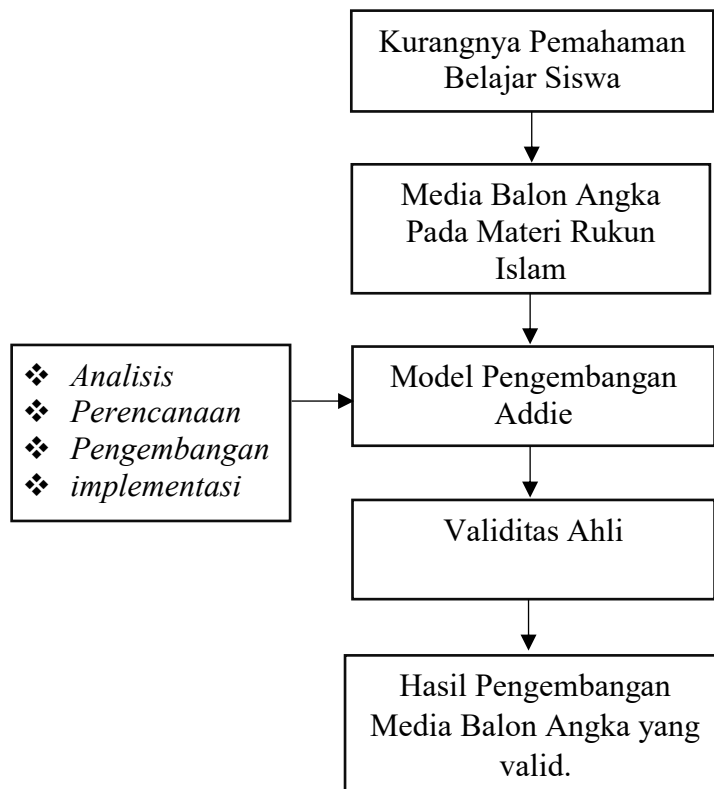 Kurangnya Pemahaman
Belajar Siswa
Media Balon Angka
Pada Materi Rukun
Islam
❖ Analisis
❖ Perencanaan
❖ Pengembangan
❖ implementasi
Model Pengembangan
Addie
Validitas Ahli
Hasil Pengembangan
Media Balon Angka yang
valid.